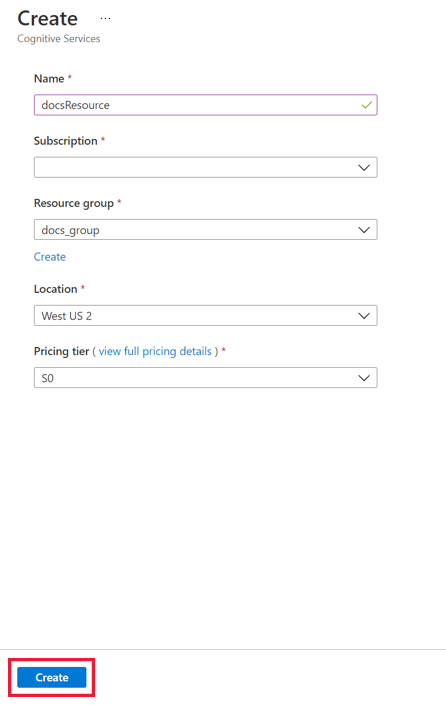 Create ...
Cognitive Services
Name *
docsResource
Subscription *
Resource group *
docs_group
Create
Location *
West US 2
Pricing tier ( view full pricing details ) *
S0
Create